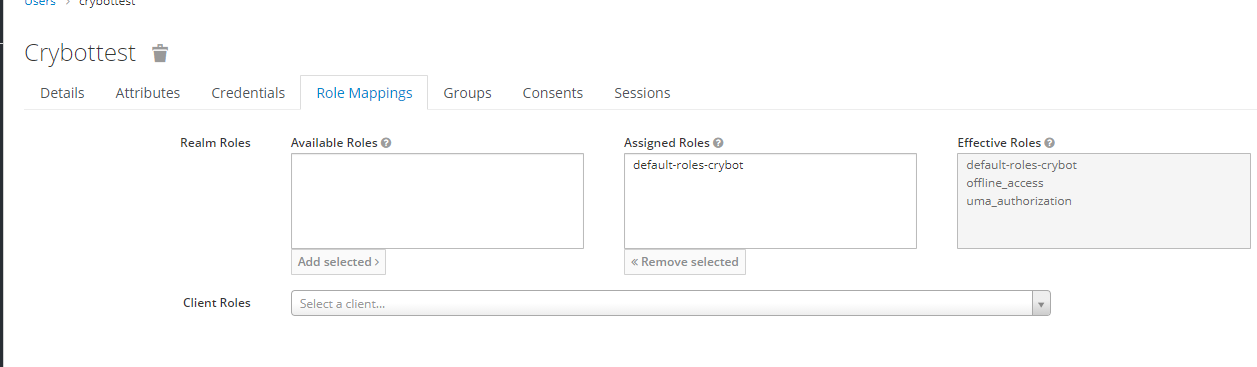 Users > crybottest
Crybottest
Details Attributes Credentials Role Mappings Groups Consents Sessions
Realm Roles Available Roles Assigned Roles Effective Roles
default-roles-crybot default-roles-crybot
offline_access
uma_authorization
Add selected > « Remove selected
Client Roles Select a client...